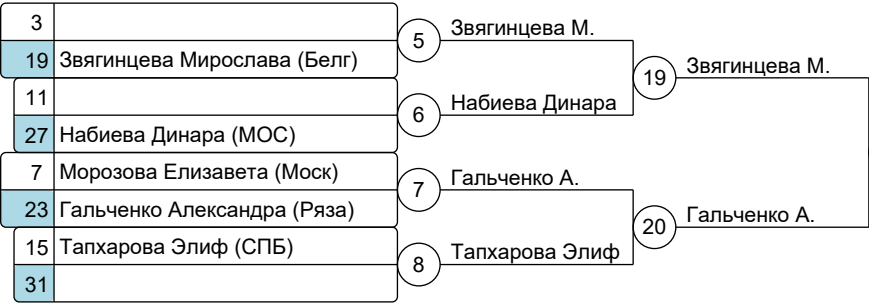 3
19 Звягинцева Мирослава (Белг)
11
27 Набиева Динара (МОС)
7 Морозова Елизавета (Моск)
23 Гальченко Александра (Ряза)
15 Тапхарова Элиф (СПБ)
31
5 Звягинцева М.
6 Набиева Динара
7 Гальченко А.
8 Тапхарова Элиф
19 Звягинцева М.
20 Гальченко А.